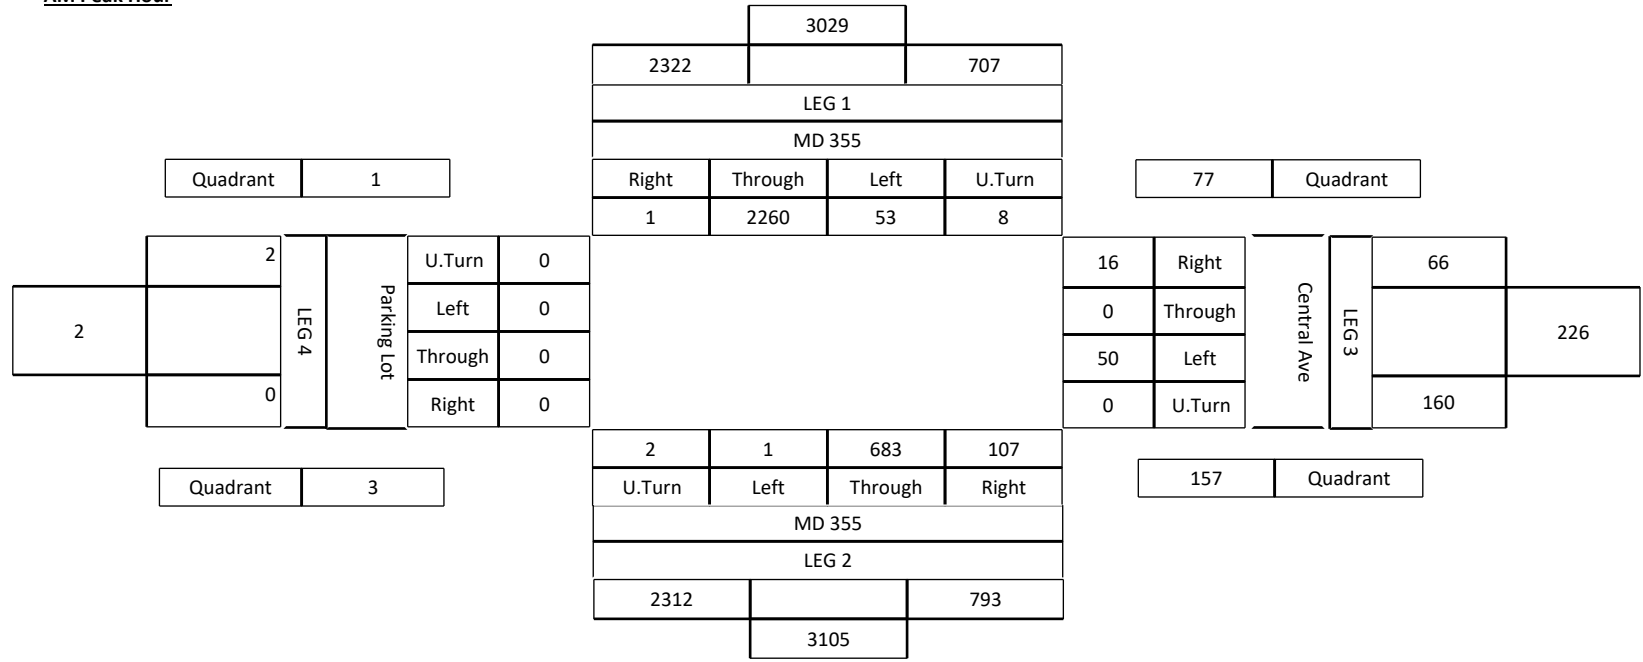 AM Peak Hour
3029
2322 707
LEG 1
MD 355
Quadrant 1
Right Through Left U.Turn
77 Quadrant
1 2260 53 8
2 U.Turn 0
16 Right 66
Left 0
0 Through
2 LEG 4 Parking Lot
Central Ave LEG 3 226
Through 0
50 Left
0 Right 0
0 U.Turn 160
2 1 683 107
Quadrant 3
U.Turn Left Through Right
157 Quadrant
MD 355
LEG 2
2312 793
3105